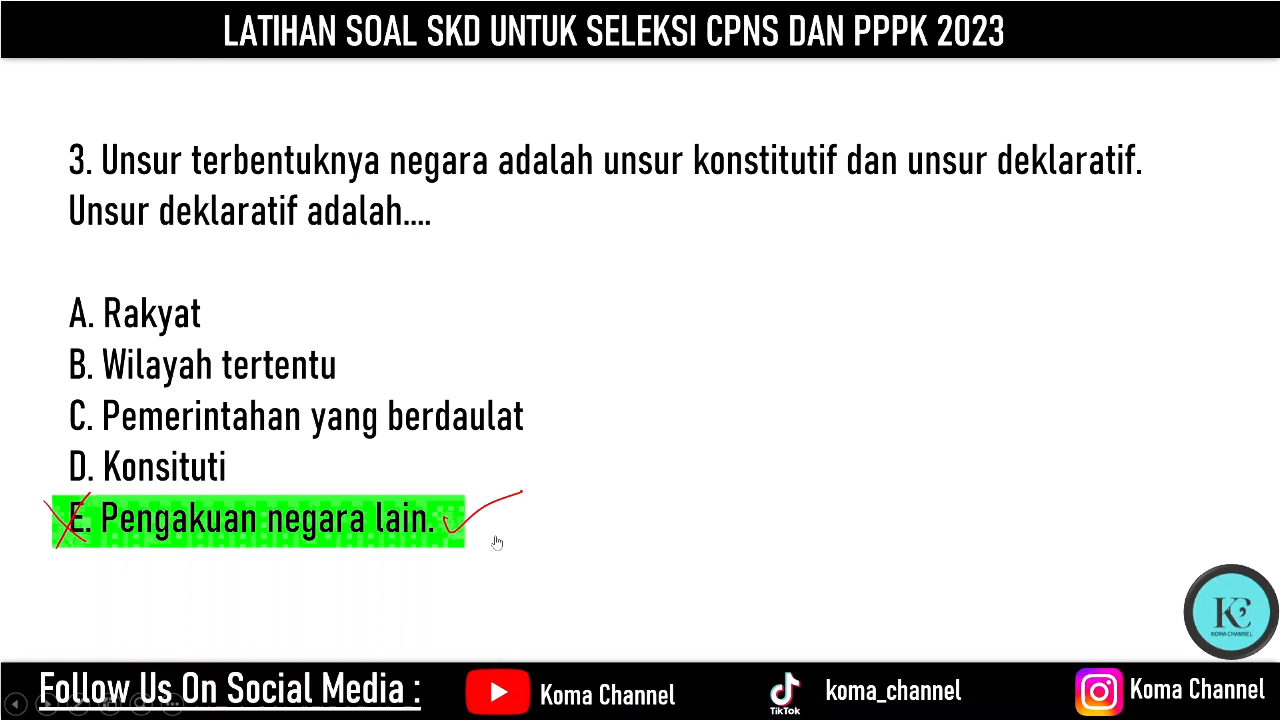 LATIHAN SOAL SKD UNTUK SELEKSI CPNS DAN PPPK 2023
3. Unsur terbentuknya negara adalah unsur konstitutif dan unsur deklaratif.
Unsur deklaratif adalah....
A. Rakyat
B. Wilayah tertentu
C. Pemerintahan yang berdaulat
D. Konsituti
E. Pengakuan negara lain.
KC
KOMA CHANNEL
Follow Us On Social Media :
Koma Channel
TikTok
koma_channel
Koma Channel